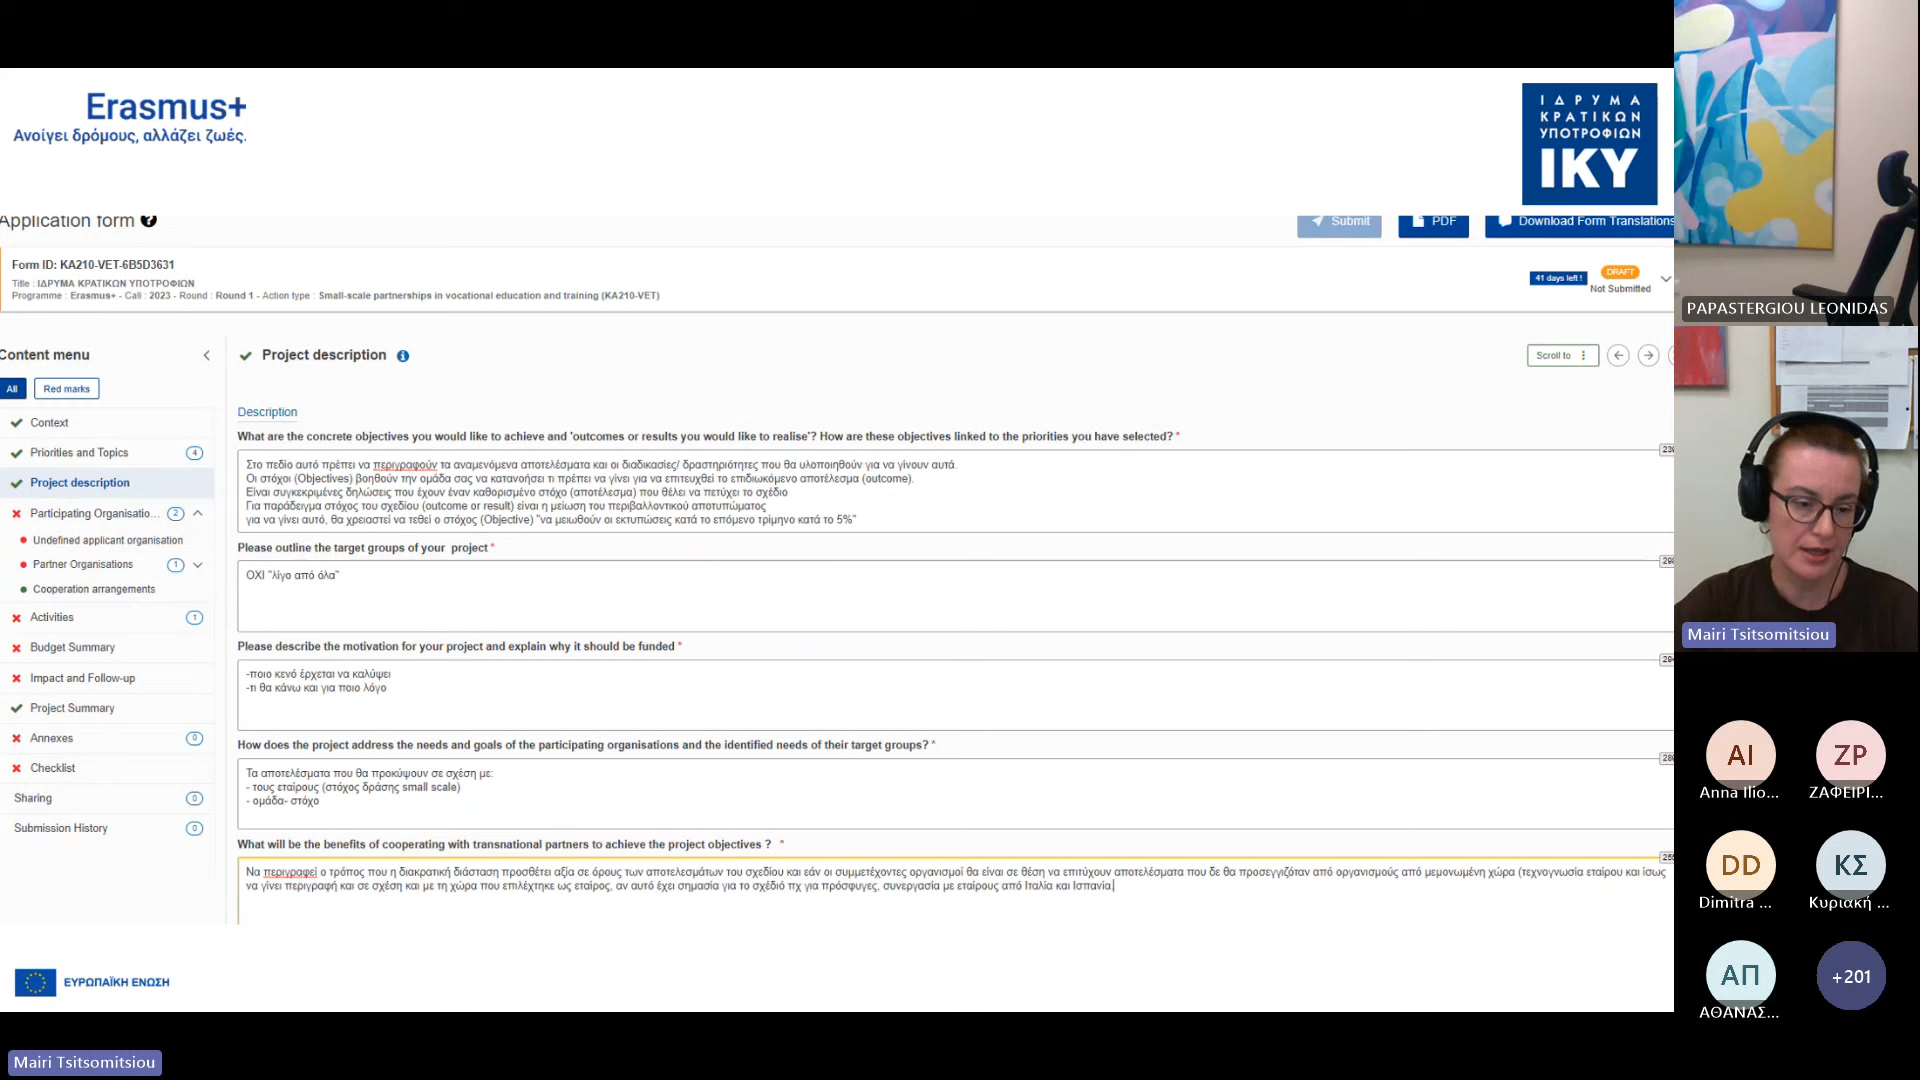 Erasmus+
Ανοίγει δρόμους, αλλάζει ζωές.
ΙΔΡΥΜΑ
ΚΡΑΤΙΚΩΝ
ΥΠΟΤΡΟΦΙΩΝ
ΙΚΥ
Application form ?
Submit
PDF
Download Form Translations
Form ID: KA210-VET-6B5D3631
Title : ΙΔΡΥΜΑ ΚΡΑΤΙΚΩΝ ΥΠΟΤΡΟΦΙΩΝ
Programme : Erasmus+ - Call : 2023 - Round : Round 1 - Action type : Small-scale partnerships in vocational education and training (KA210-VET)
41 days left !
DRAFT
Not Submitted
Content menu
All
Red marks
Context
Priorities and Topics 4
Project description
Participating Organisatio... 2
Undefined applicant organisation
Partner Organisations 1
Cooperation arrangements
Activities 1
Budget Summary
Impact and Follow-up
Project Summary
Annexes 0
Checklist
Sharing 0
Submission History 0
Project description
Scroll to
Description
What are the concrete objectives you would like to achieve and 'outcomes or results you would like to realise'? How are these objectives linked to the priorities you have selected? *
Στο πεδίο αυτό πρέπει να περιγραφούν τα αναμενόμενα αποτελέσματα και οι διαδικασίες/ δραστηριότητες που θα υλοποιηθούν για να γίνουν αυτά.
Οι στόχοι (Objectives) βοηθούν την ομάδα σας να κατανοήσει τι πρέπει να γίνει για να επιτευχθεί το επιδιωκόμενο αποτέλεσμα (outcome).
Είναι συγκεκριμένες δηλώσεις που έχουν έναν καθορισμένο στόχο (αποτέλεσμα) που θέλει να πετύχει το σχέδιο
Για παράδειγμα στόχος του σχεδίου (outcome or result) είναι η μείωση του περιβαλλοντικού αποτυπώματος
για να γίνει αυτό, θα χρειαστεί να τεθεί ο στόχος (Objective) "να μειωθούν οι εκτυπώσεις κατά το επόμενο τρίμηνο κατά το 5%"
Please outline the target groups of your project *
ΟΧΙ "λίγο από όλα"
Please describe the motivation for your project and explain why it should be funded *
-ποιο κενό έρχεται να καλύψει
-τι θα κάνω και για ποιο λόγο
How does the project address the needs and goals of the participating organisations and the identified needs of their target groups? *
Τα αποτελέσματα που θα προκύψουν σε σχέση με:
- τους εταίρους (στόχος δράσης small scale)
- ομάδα- στόχο
What will be the benefits of cooperating with transnational partners to achieve the project objectives ? *
Να περιγραφεί ο τρόπος που η διακρατική διάσταση προσθέτει αξία σε όρους των αποτελεσμάτων του σχεδίου και εάν οι συμμετέχοντες οργανισμοί θα είναι σε θέση να επιτύχουν αποτελέσματα που δε θα προσεγγιζόταν από οργανισμούς από μεμονωμένη χώρα (τεχνογνωσία εταίρου και ίσως
να γίνει περιγραφή και σε σχέση και με τη χώρα που επιλέχτηκε ως εταίρος, αν αυτό έχει σημασία για το σχέδιό πχ για πρόσφυγες, συνεργασία με εταίρους από Ιταλία και Ισπανία
ΕΥΡΩΠΑΪΚΗ ΕΝΩΣΗ
Mairi Tsitsomitsiou
PAPASTERGIOU LEONIDAS
Mairi Tsitsomitsiou
AI
Anna Ilio...
ΖΡ
ΖΑΦΕΙΡΙ...
DD
Dimitra ...
ΚΣ
Κυριακή ...
ΑΠ
ΑΘΑΝΑΣ...
+201